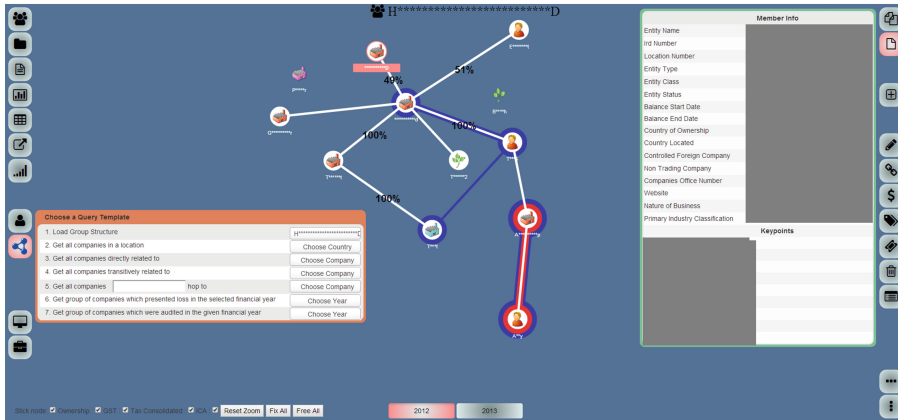 H*************************D
E*******t
**********
51%
49%
P*****r
B*****h
G*********r
*********d
100%
100%
T*****t
T******2
T***r
100%
T***t
A*********e
A**y
Choose a Query Template
1. Load Group Structure H***********************D
2. Get all companies in a location Choose Country
3. Get all companies directly related to Choose Company
4. Get all companies transitively related to Choose Company
5. Get all companies hop to Choose Company
6. Get group of companies which presented loss in the selected financial year Choose Year
7. Get group of companies which were audited in the given financial year Choose Year
Member Info
Entity Name
Ird Number
Location Number
Entity Type
Entity Class
Entity Status
Balance Start Date
Balance End Date
Country of Ownership
Country Located
Controlled Foreign Company
Non Trading Company
Companies Office Number
Website
Nature of Business
Primary Industry Classification
Keypoints
Stick node: Ownership: GST: Tax Consolidated: ICA: Reset Zoom Fix All Free All
2012 2013